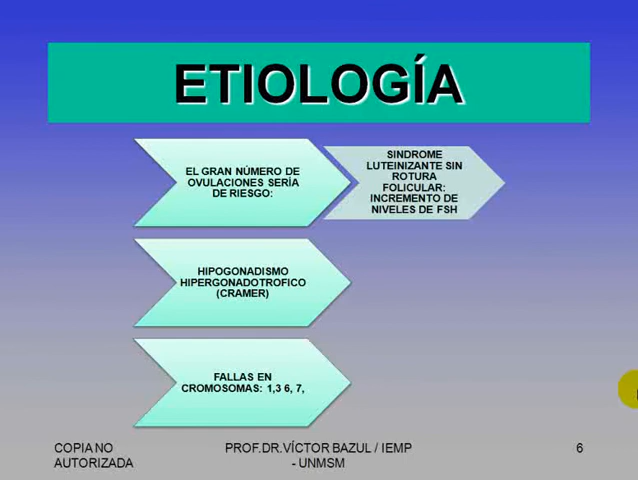 ETIOLOGÍA
EL GRAN NÚMERO DE
OVULACIONES SERÍA
DE RIESGO:
SINDROME
LUTEINIZANTE SIN
ROTURA
FOLICULAR:
INCREMENTO DE
NIVELES DE FSH
HIPOGONADISMO
HIPERGONADOTROFICO
(CRAMER)
FALLAS EN
CROMOSOMAS: 1,3 6, 7,
COPIA NO
AUTORIZADA
PROF.DR.VÍCTOR BAZUL / IEMP
- UNMSM
6